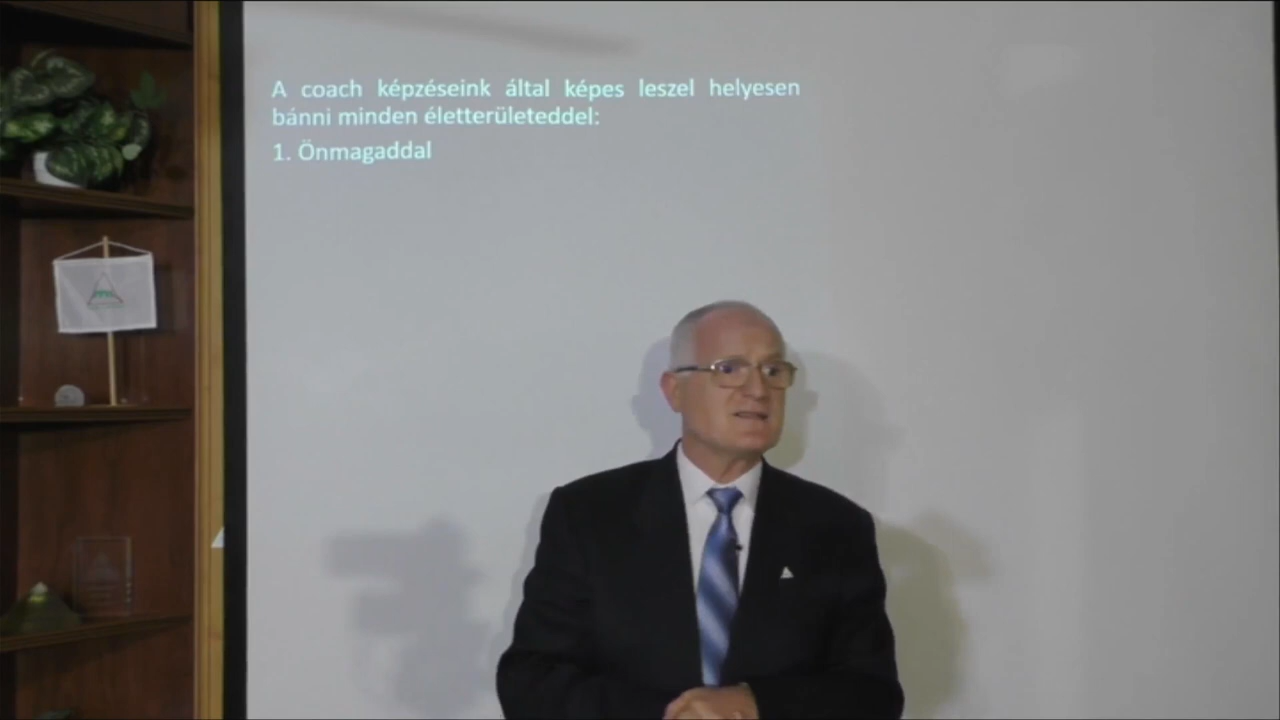 A coach képzéseink által képes leszel helyesen
bánni minden életterületeddel:
1. Önmagaddal